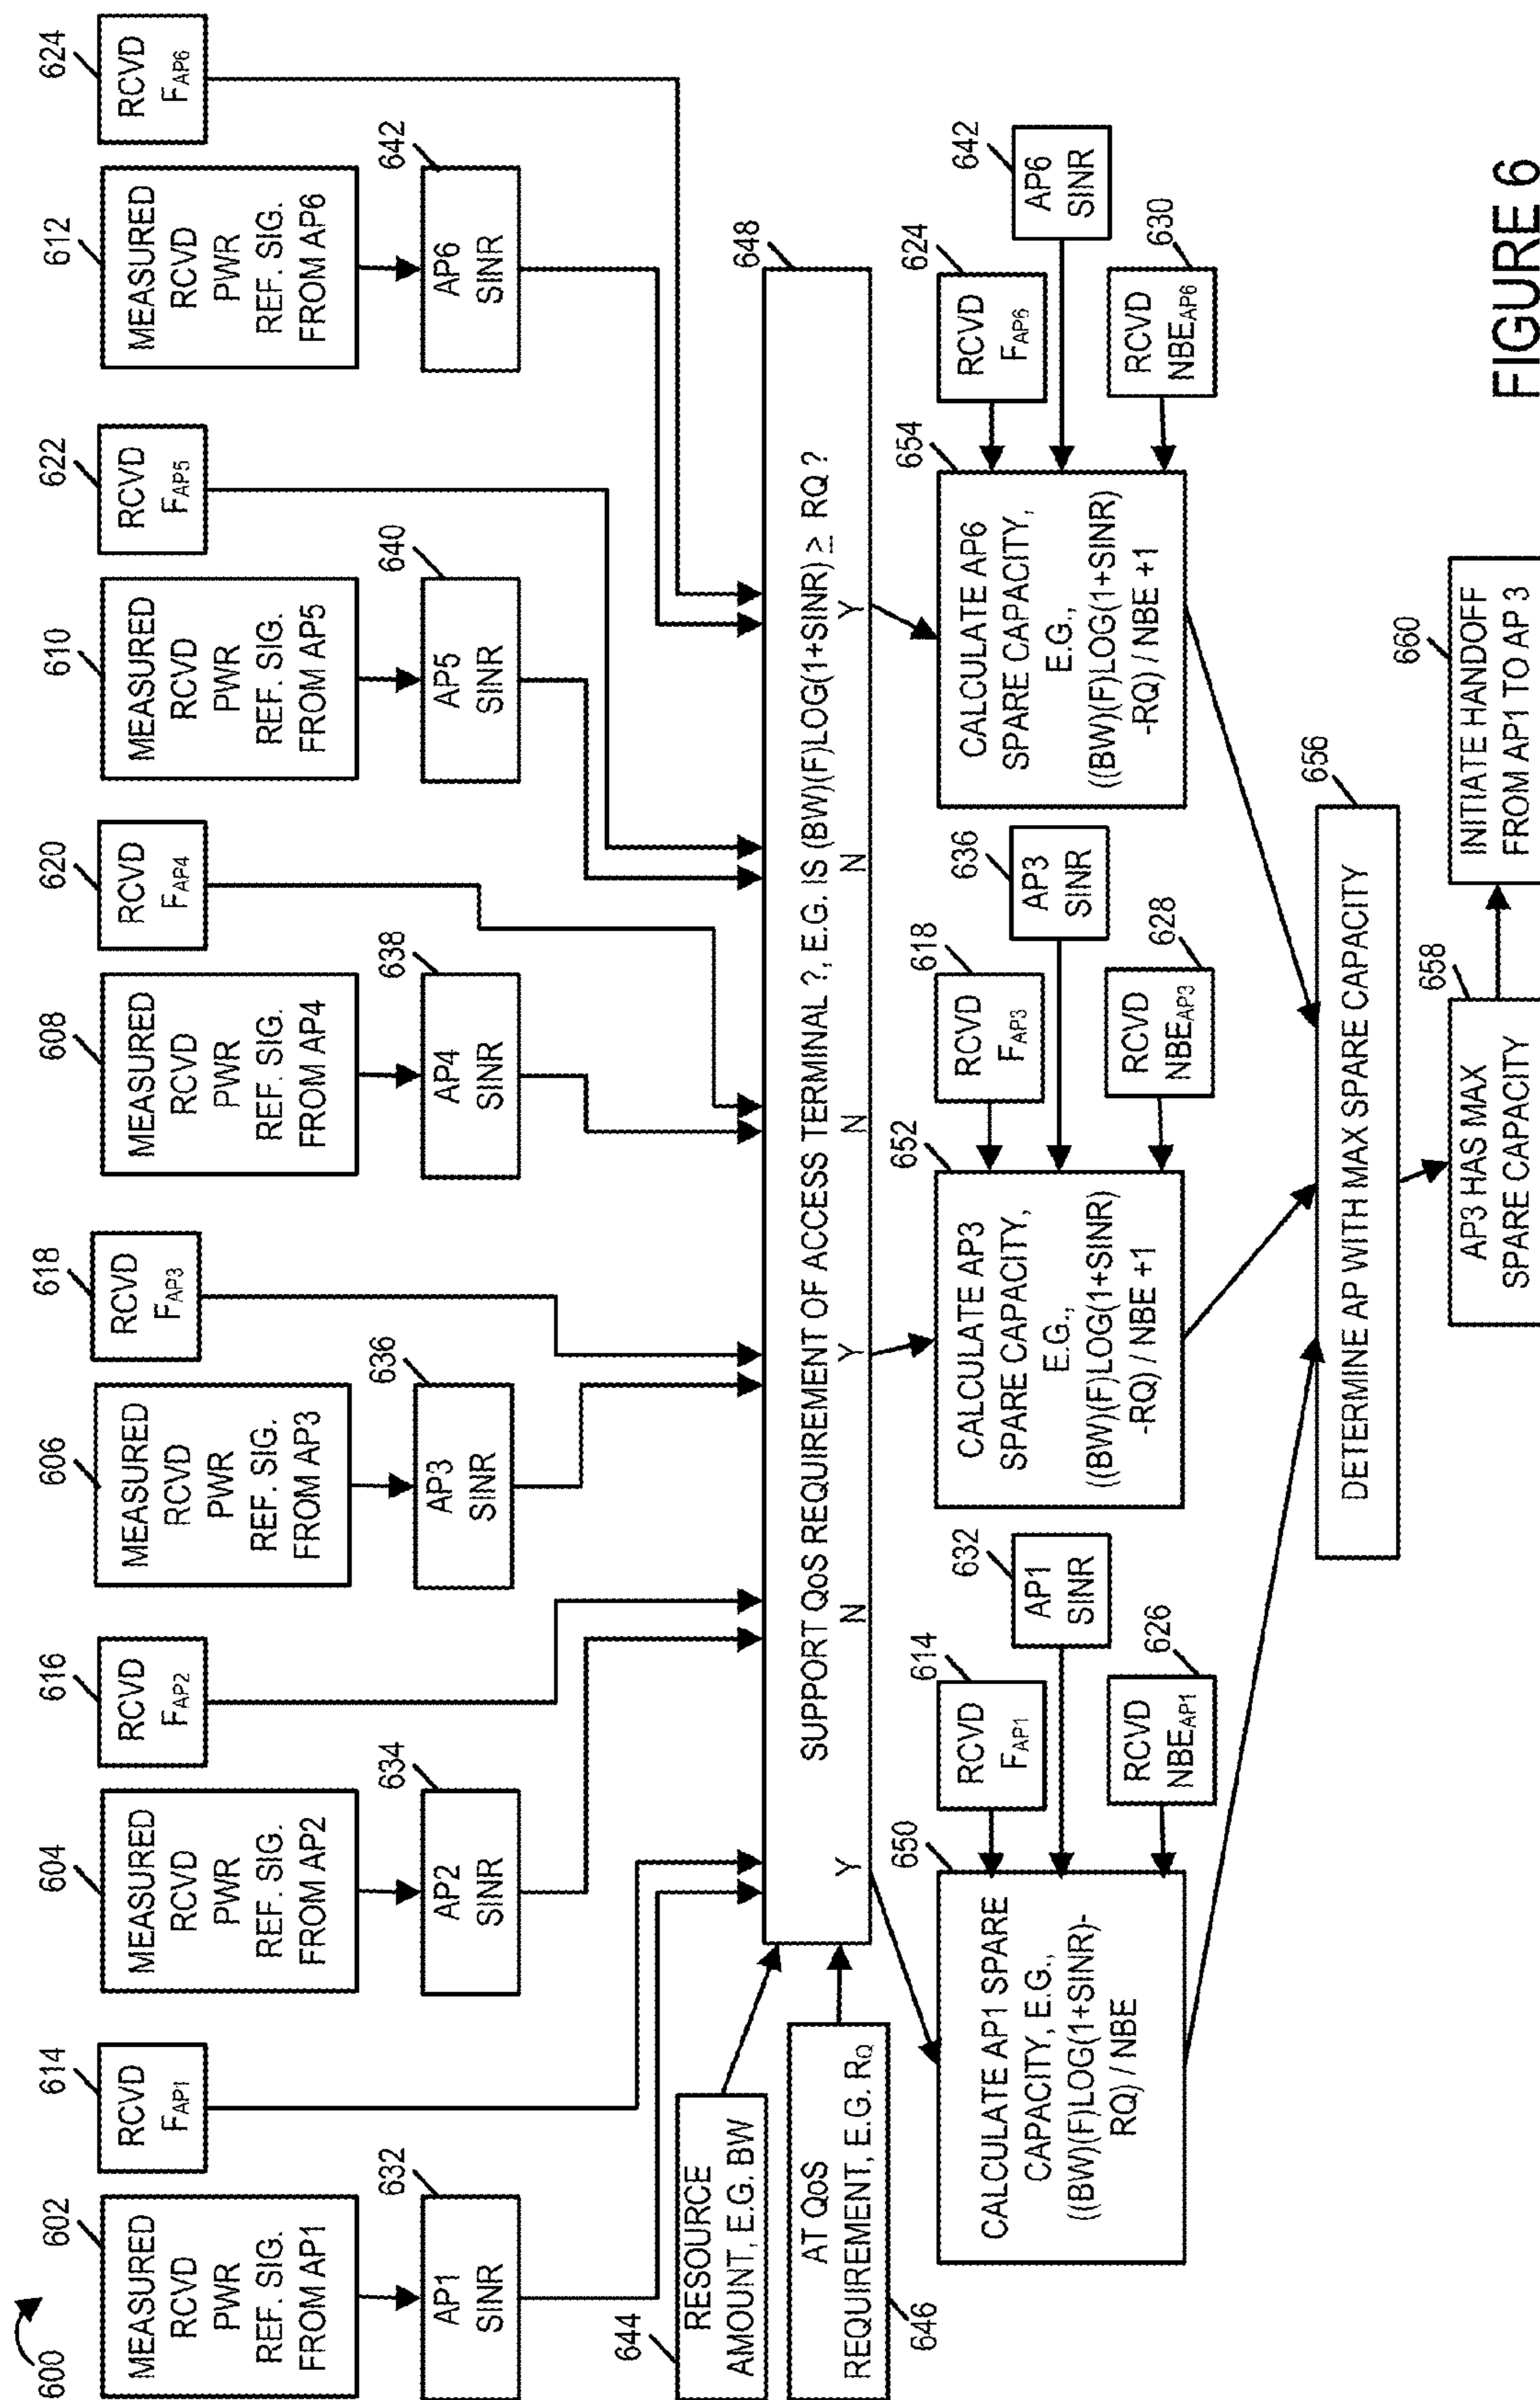 600
602
MEASURED
RCVD
PWR
REF. SIG.
FROM AP1
614
RCVD
FAP1
604
MEASURED
RCVD
PWR
REF. SIG.
FROM AP2
616
RCVD
FAP2
606
MEASURED
RCVD
PWR
REF. SIG.
FROM AP3
618
RCVD
FAP3
608
MEASURED
RCVD
PWR
REF. SIG.
FROM AP4
620
RCVD
FAP4
610
MEASURED
RCVD
PWR
REF. SIG.
FROM AP5
622
RCVD
FAP5
612
MEASURED
RCVD
PWR
REF. SIG.
FROM AP6
624
RCVD
FAP6
632
AP1
SINR
634
AP2
SINR
636
AP3
SINR
638
AP4
SINR
640
AP5
SINR
642
AP6
SINR
644
RESOURCE
AMOUNT, E.G. BW
646
AT QoS
REQUIREMENT, E.G. RQ
648
SUPPORT QoS REQUIREMENT OF ACCESS TERMINAL ?, E.G. IS (BW)(F)LOG(1+SINR) ≥ RQ ?
Y N Y N N Y
650
CALCULATE AP1 SPARE
CAPACITY, E.G.,
((BW)(F)LOG(1+SINR)-
RQ) / NBE
614
RCVD
FAP1
632
AP1
SINR
626
RCVD
NBEAP1
652
CALCULATE AP3
SPARE CAPACITY,
E.G.,
((BW)(F)LOG(1+SINR)
-RQ) / NBE +1
618
RCVD
FAP3
636
AP3
SINR
628
RCVD
NBEAP3
654
CALCULATE AP6
SPARE CAPACITY,
E.G.,
((BW)(F)LOG(1+SINR)
-RQ) / NBE +1
624
RCVD
FAP6
642
AP6
SINR
630
RCVD
NBEAP6
656
DETERMINE AP WITH MAX SPARE CAPACITY
658
AP3 HAS MAX
SPARE CAPACITY
660
INITIATE HANDOFF
FROM AP1 TO AP 3
FIGURE 6